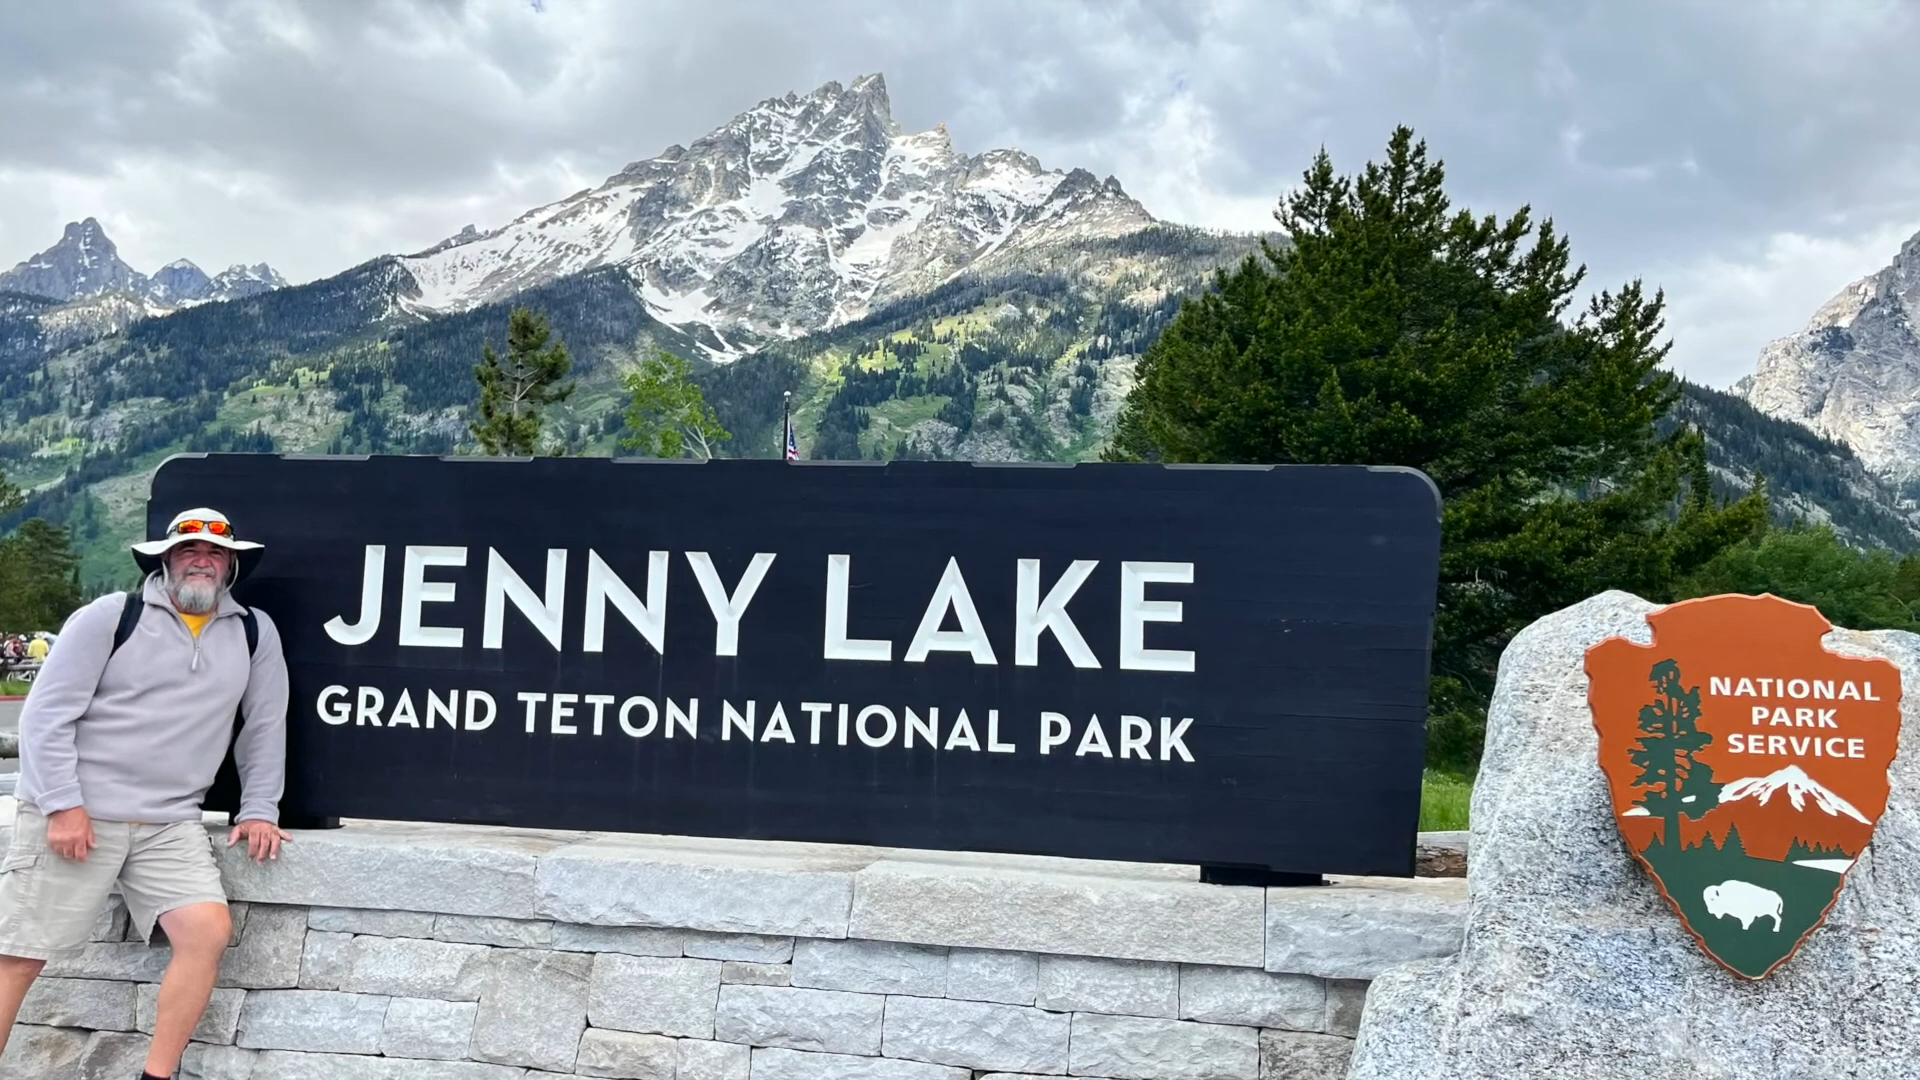 JENNY LAKE
GRAND TETON NATIONAL PARK
NATIONAL
PARK
SERVICE